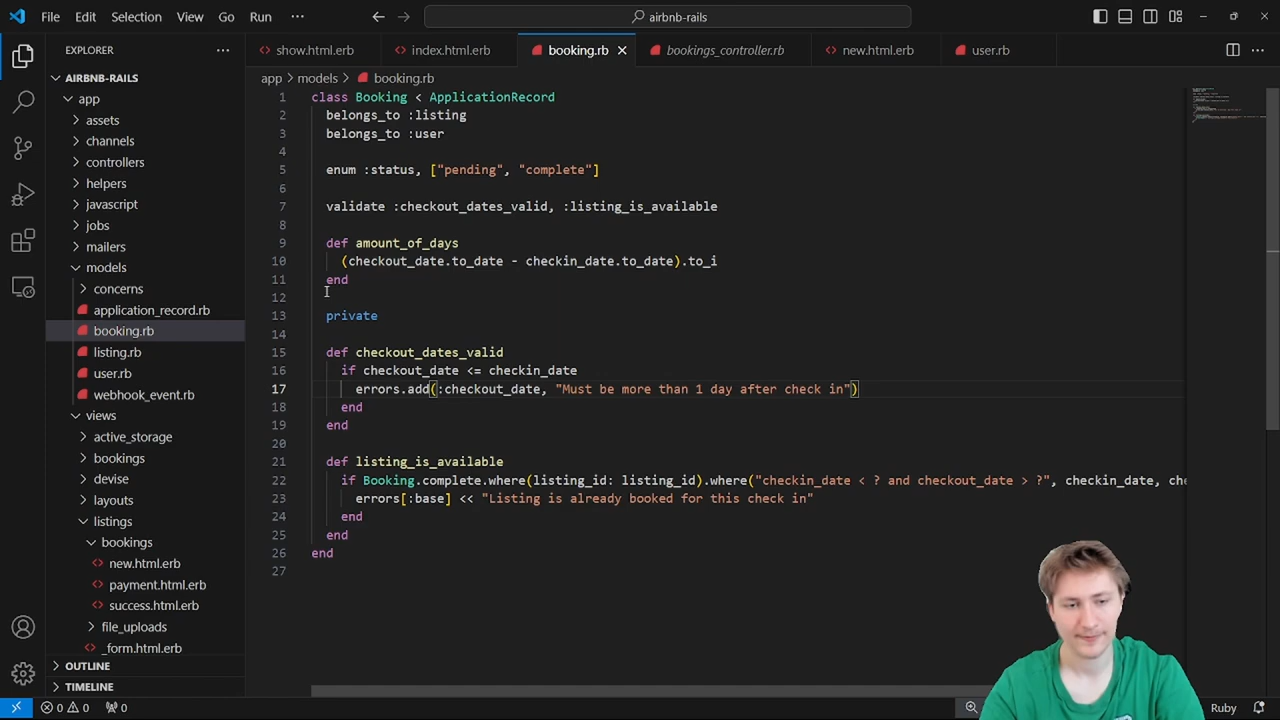 File Edit Selection View Go Run ··· airbnb-rails
EXPLORER
show.html.erb index.html.erb booking.rb bookings_controller.rb new.html.erb user.rb
AIRBNB-RAILS
app
assets
channels
controllers
helpers
javascript
jobs
mailers
models
concerns
application_record.rb
booking.rb
listing.rb
user.rb
webhook_event.rb
views
active_storage
bookings
devise
layouts
listings
bookings
new.html.erb
payment.html.erb
success.html.erb
file_uploads
_form.html.erb
OUTLINE
TIMELINE
app > models > booking.rb
1 class Booking < ApplicationRecord
2 belongs_to :listing
3 belongs_to :user
4
5 enum :status, ["pending", "complete"]
6
7 validate :checkout_dates_valid, :listing_is_available
8
9 def amount_of_days
10 (checkout_date.to_date - checkin_date.to_date).to_i
11 end
12
13 private
14
15 def checkout_dates_valid
16 if checkout_date <= checkin_date
17 errors.add(:checkout_date, "Must be more than 1 day after check in")
18 end
19 end
20
21 def listing_is_available
22 if Booking.complete.where(listing_id: listing_id).where("checkin_date < ? and checkout_date > ?", checkin_date, che
23 errors[:base] << "Listing is already booked for this check in"
24 end
25 end
26 end
27
0 0 0 Ruby